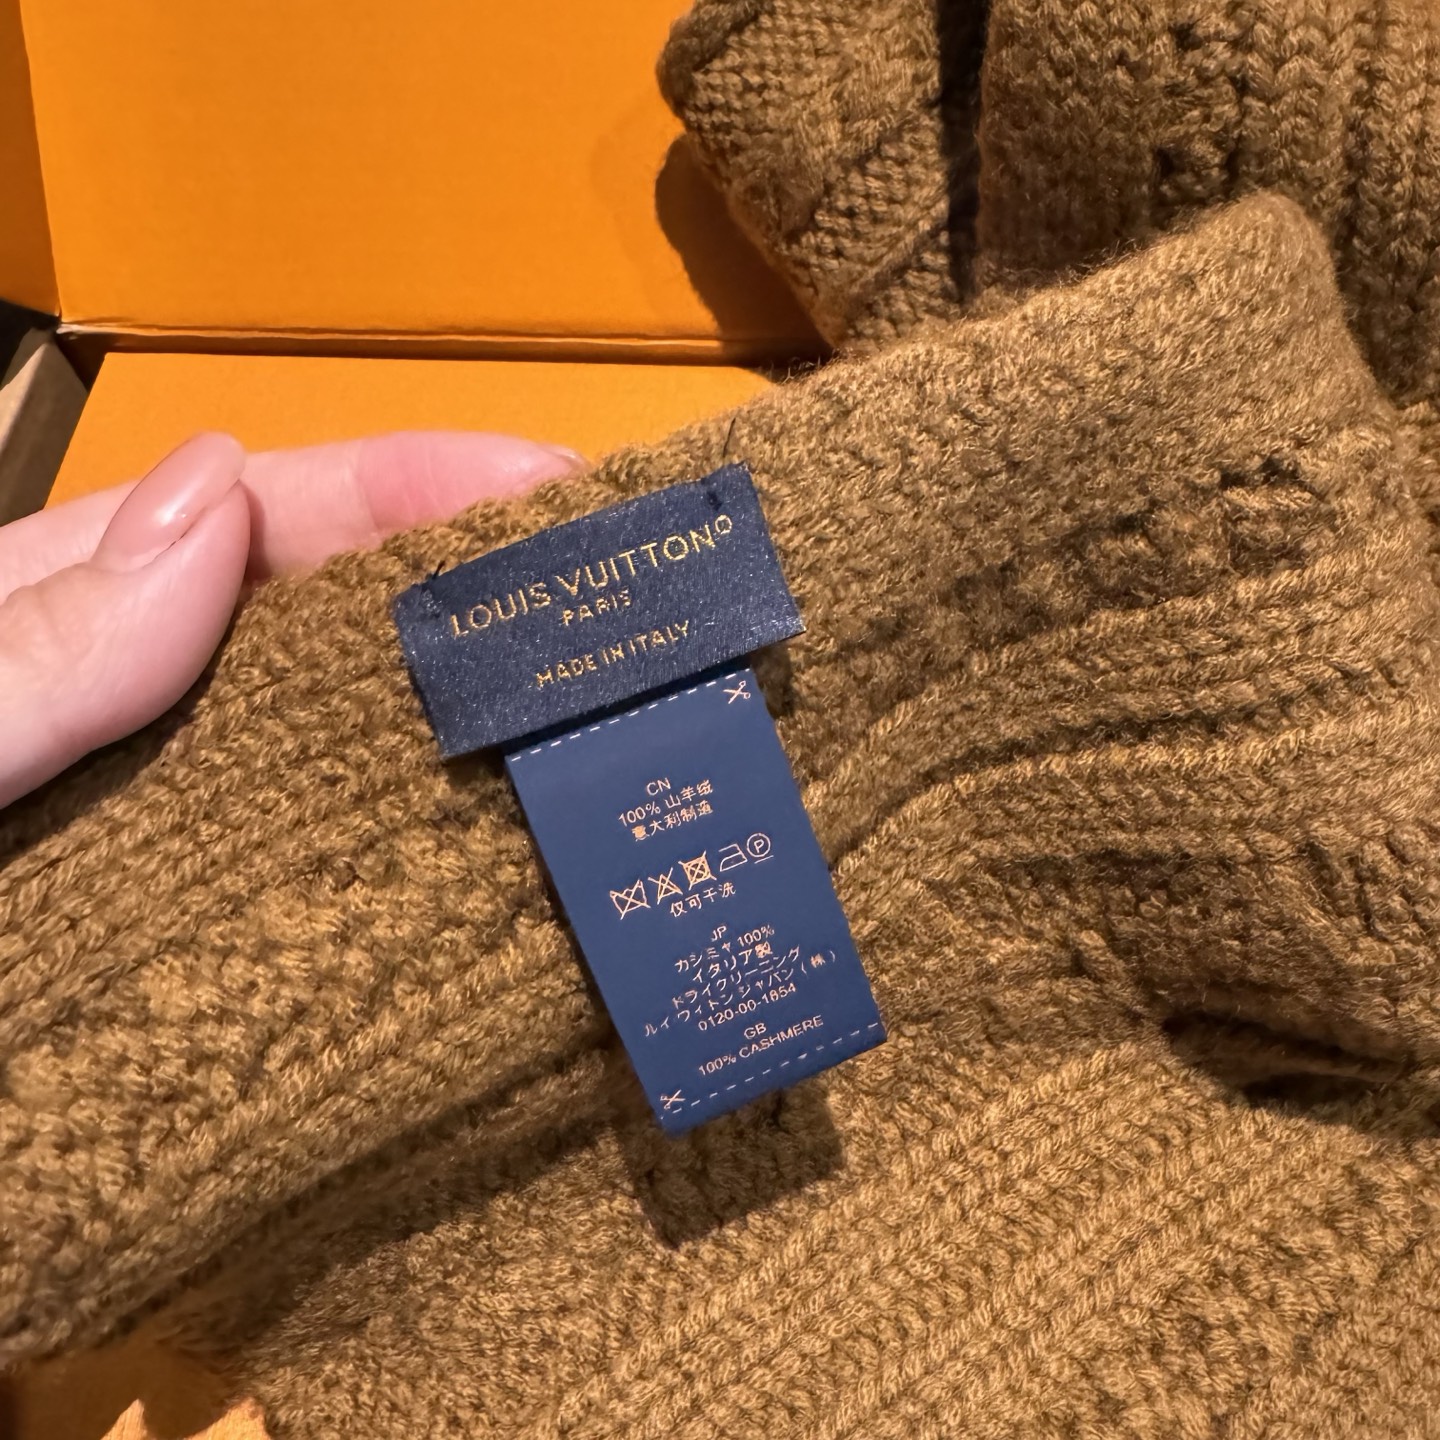 LOUIS VUITTON®
PARIS
MADE IN ITALY
CN
100% 山羊绒
意大利制造
P
仅可干洗
JP
カシミヤ 100%
イタリア製
ドライクリーニング
ルイ ヴィトン ジャパン（株）
0120-00-1854
GB
100% CASHMERE